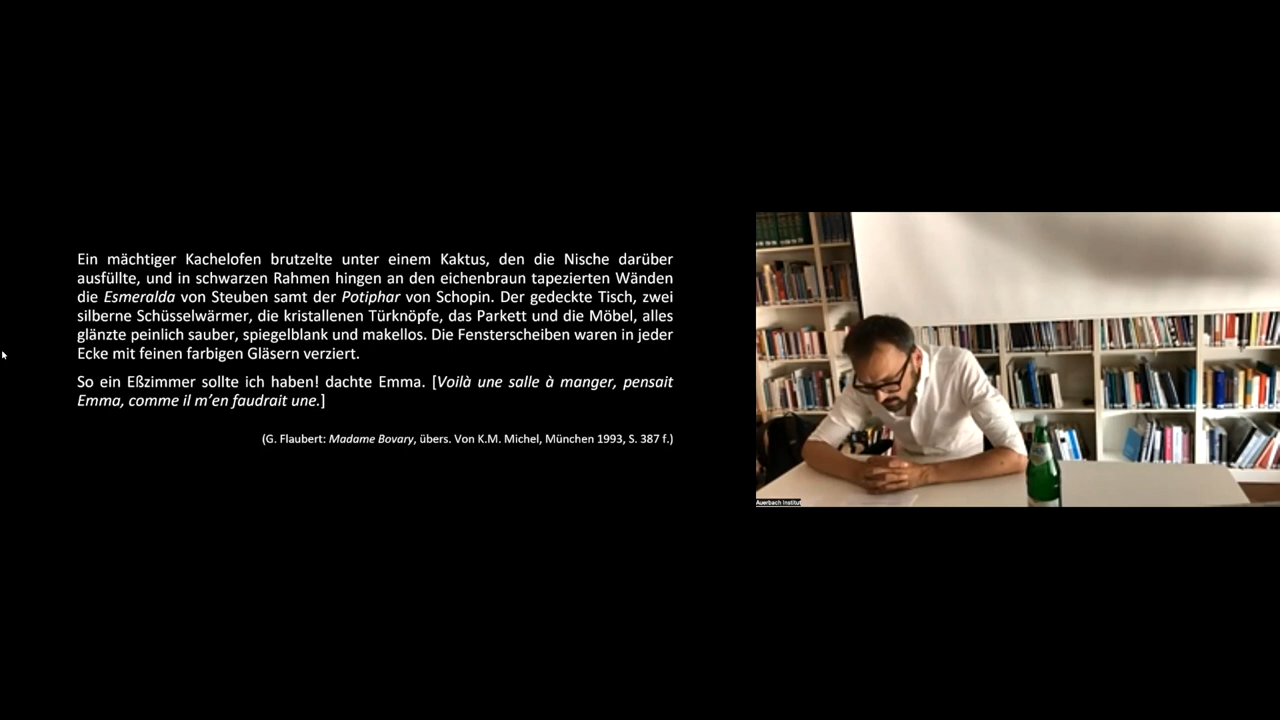 Ein mächtiger Kachelofen brutzelte unter einem Kaktus, den die Nische darüber
ausfüllte, und in schwarzen Rahmen hingen an den eichenbraun tapezierten Wänden
die Esmeralda von Steuben samt der Potiphar von Schopin. Der gedeckte Tisch, zwei
silberne Schüsselwärmer, die kristallenen Türknöpfe, das Parkett und die Möbel, alles
glänzte peinlich sauber, spiegelblank und makellos. Die Fensterscheiben waren in jeder
Ecke mit feinen farbigen Gläsern verziert.
So ein Eßzimmer sollte ich haben! dachte Emma. [Voilà une salle à manger, pensait
Emma, comme il m’en faudrait une.]
(G. Flaubert: Madame Bovary, übers. Von K.M. Michel, München 1993, S. 387 f.)
Auerbach Institut